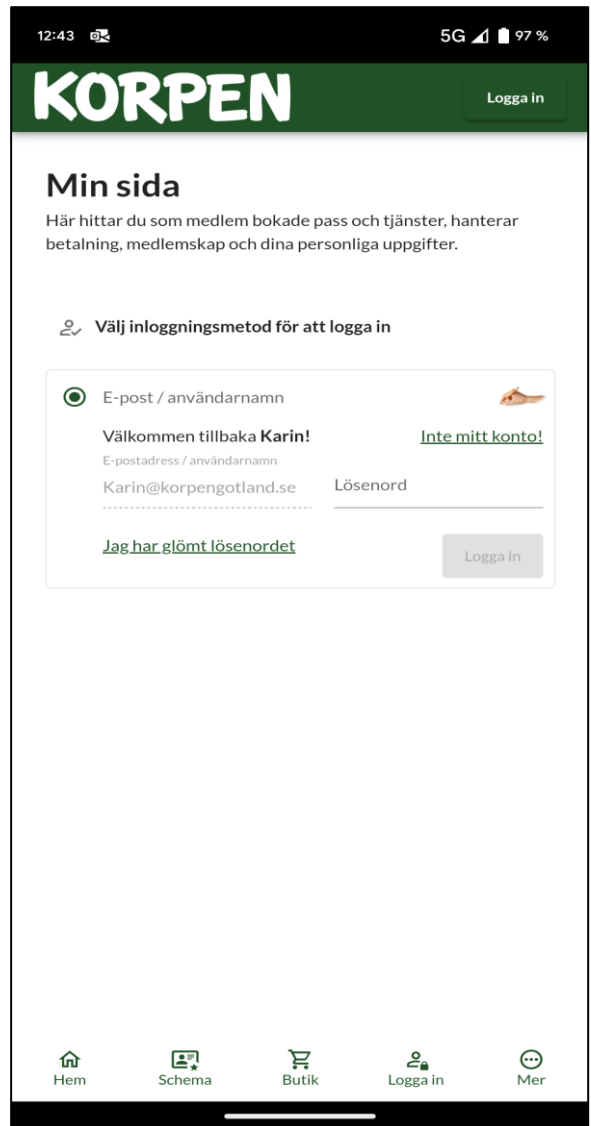 12:43 5G 97 %
KORPEN Logga in
Min sida
Här hittar du som medlem bokade pass och tjänster, hanterar
betalning, medlemskap och dina personliga uppgifter.
Välj inloggningsmetod för att logga in
E-post / användarnamn
Välkommen tillbaka Karin! Inte mitt konto!
E-postadress / användarnamn
Karin@korpengotland.se Lösenord
Jag har glömt lösenordet Logga in
Hem Schema Butik Logga in Mer